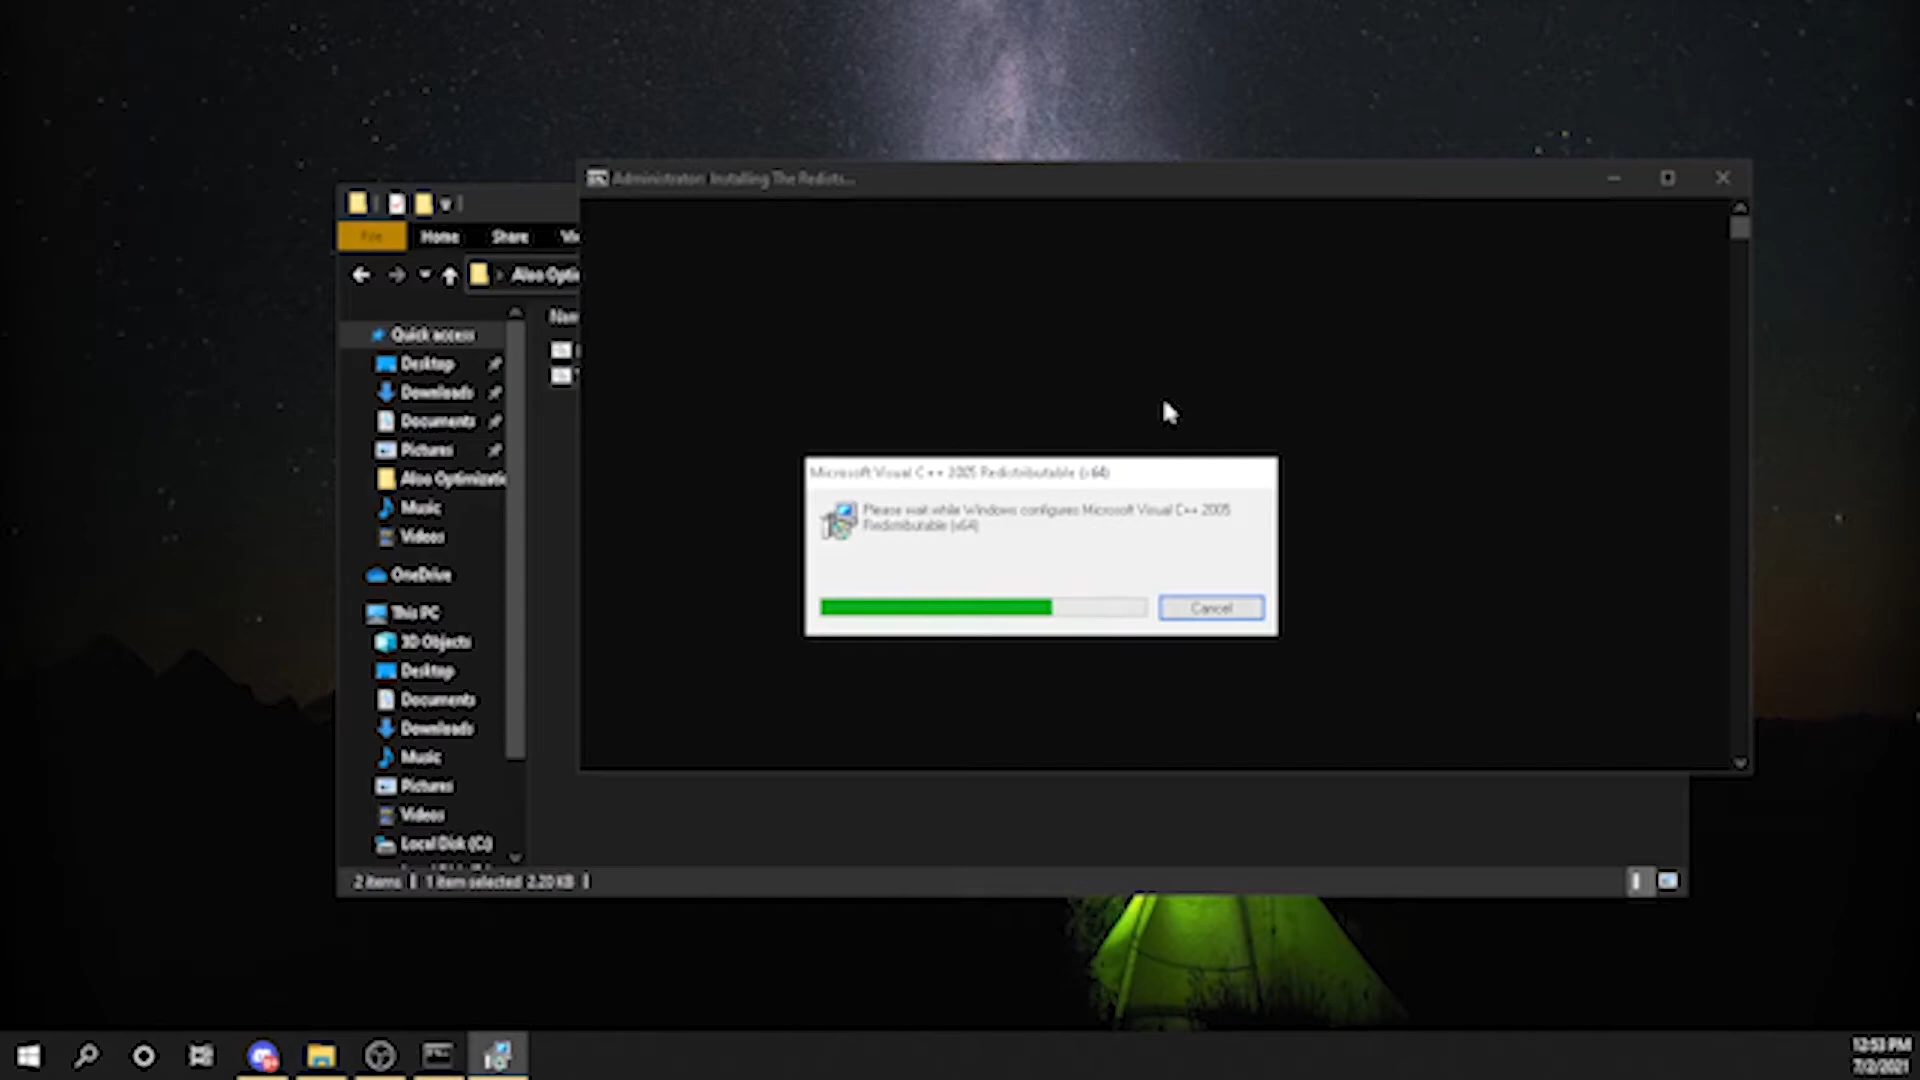 Administrator: Installing The Redists...
File
Home
Share
Quick access
Desktop
Downloads
Documents
Pictures
Music
Videos
OneDrive
This PC
3D Objects
Desktop
Documents
Downloads
Music
Pictures
Videos
Local Disk (C:)
2 items
1 item selected 2.20 KB
Microsoft Visual C++ 2005 Redistributable (x64)
Please wait while Windows configures Microsoft Visual C++ 2005
Redistributable (x64)
Cancel
12:53 PM
7/2/2021